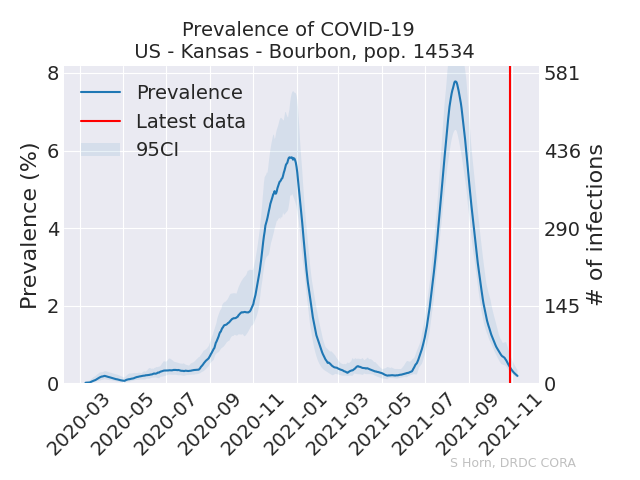 Prevalence of COVID-19
US - Kansas - Bourbon, pop. 14534
Prevalence
Latest data
95CI
Prevalence (%)
8
6
4
2
0
# of infections
581
436
290
145
0
2020-03
2020-05
2020-07
2020-09
2020-11
2021-01
2021-03
2021-05
2021-07
2021-09
2021-11
S Horn, DRDC CORA